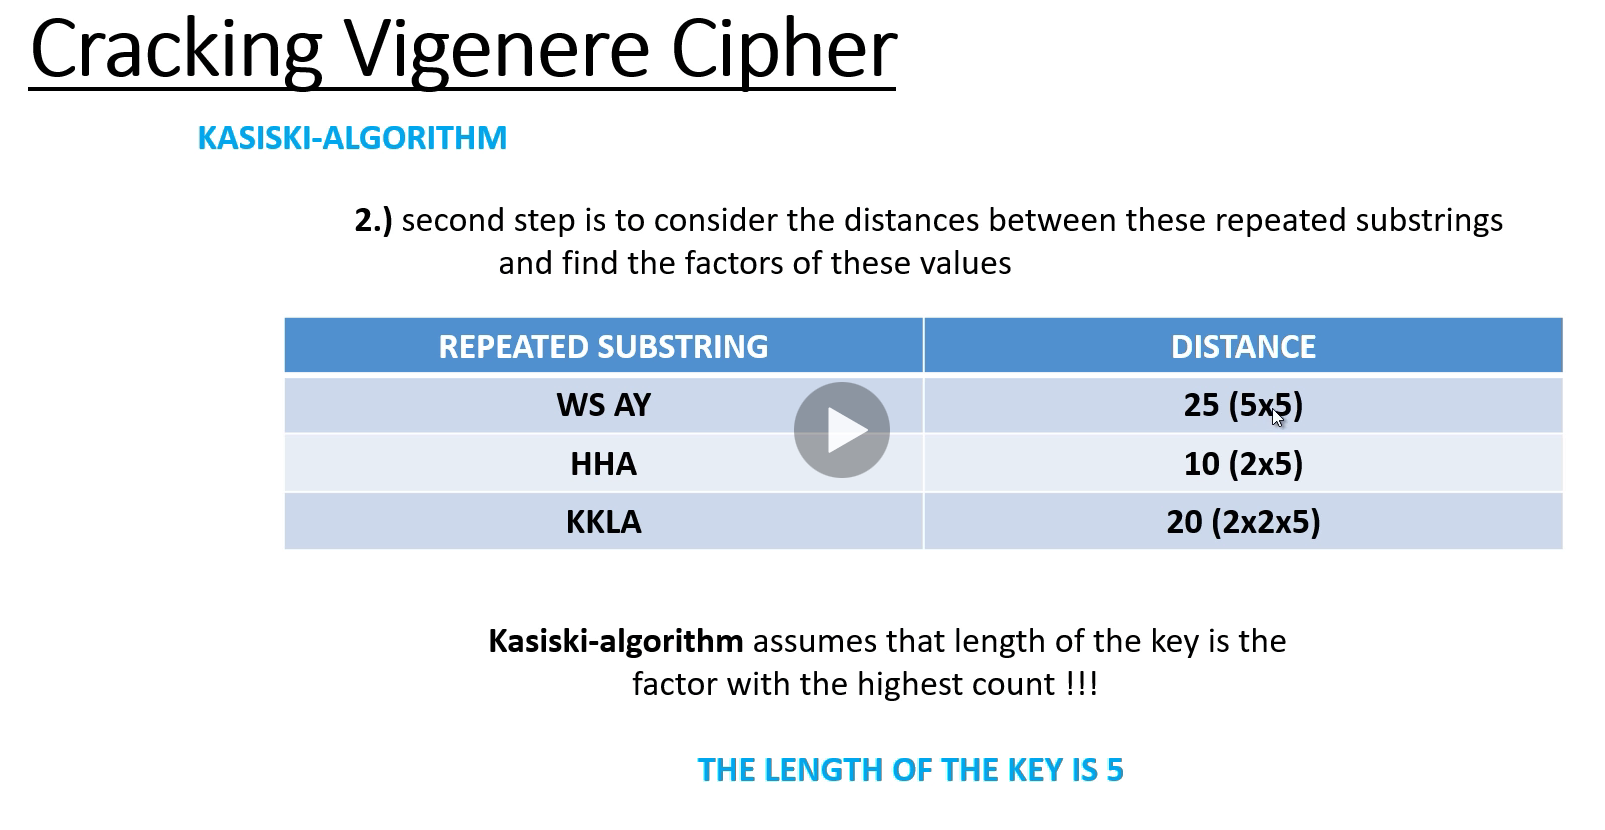 Cracking Vigenere Cipher
KASISKI-ALGORITHM
2.) second step is to consider the distances between these repeated substrings
and find the factors of these values
REPEATED SUBSTRING DISTANCE
WS AY 25 (5x5)
HHA 10 (2x5)
KKLA 20 (2x2x5)
Kasiski-algorithm assumes that length of the key is the
factor with the highest count !!!
THE LENGTH OF THE KEY IS 5